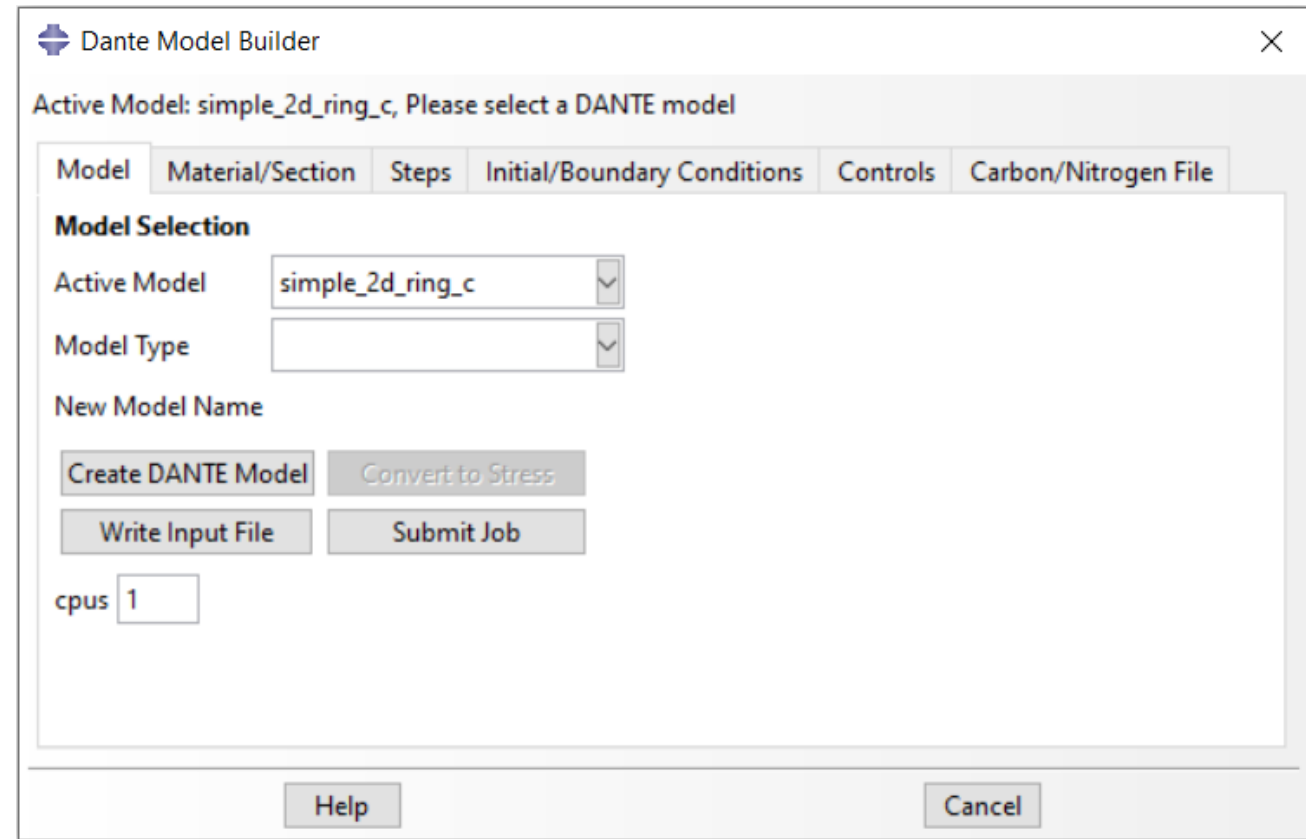 Dante Model Builder
Active Model: simple_2d_ring_c, Please select a DANTE model
Model Material/Section Steps Initial/Boundary Conditions Controls Carbon/Nitrogen File
Model Selection
Active Model simple_2d_ring_c
Model Type
New Model Name
Create DANTE Model Convert to Stress
Write Input File Submit Job
cpus 1
Help Cancel